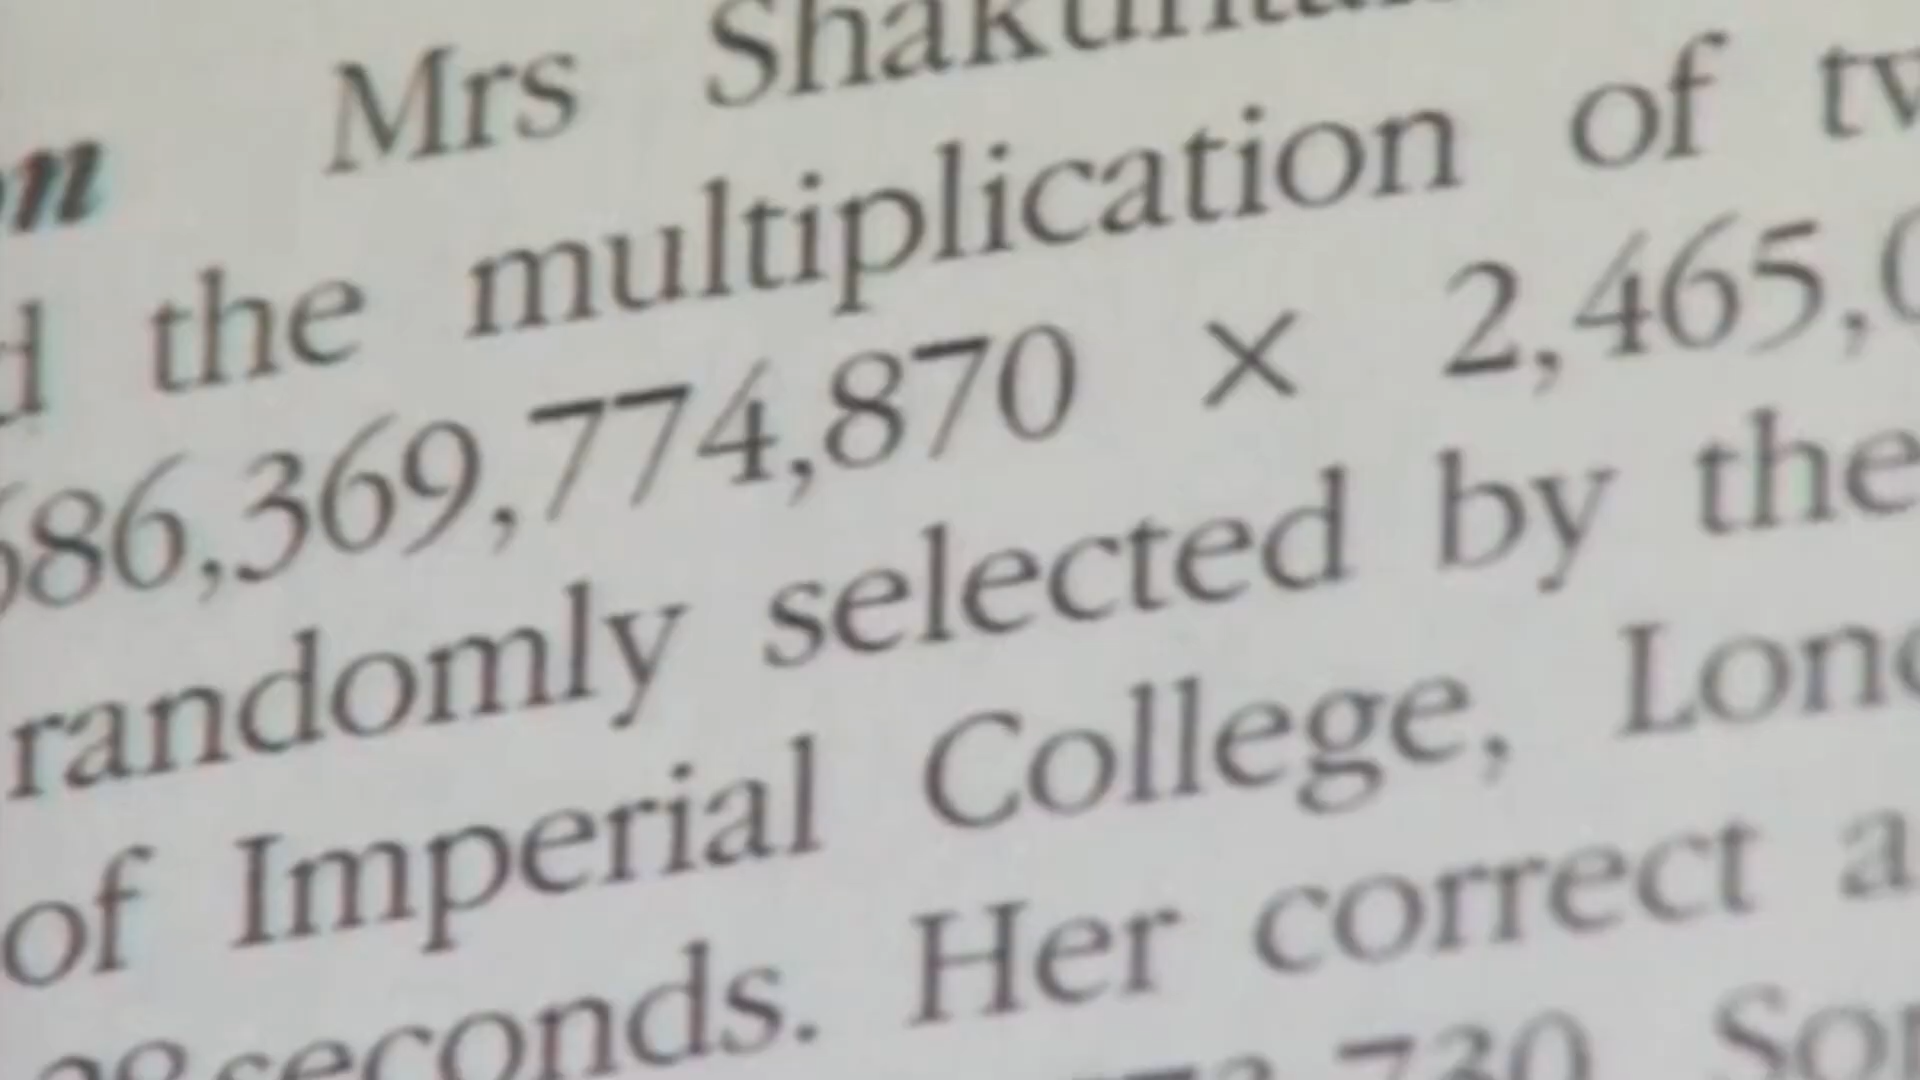 Mrs
the multiplication of
86,369,774,870 × 2,465,
randomly selected by the
of Imperial College,
seconds. Her correct
730